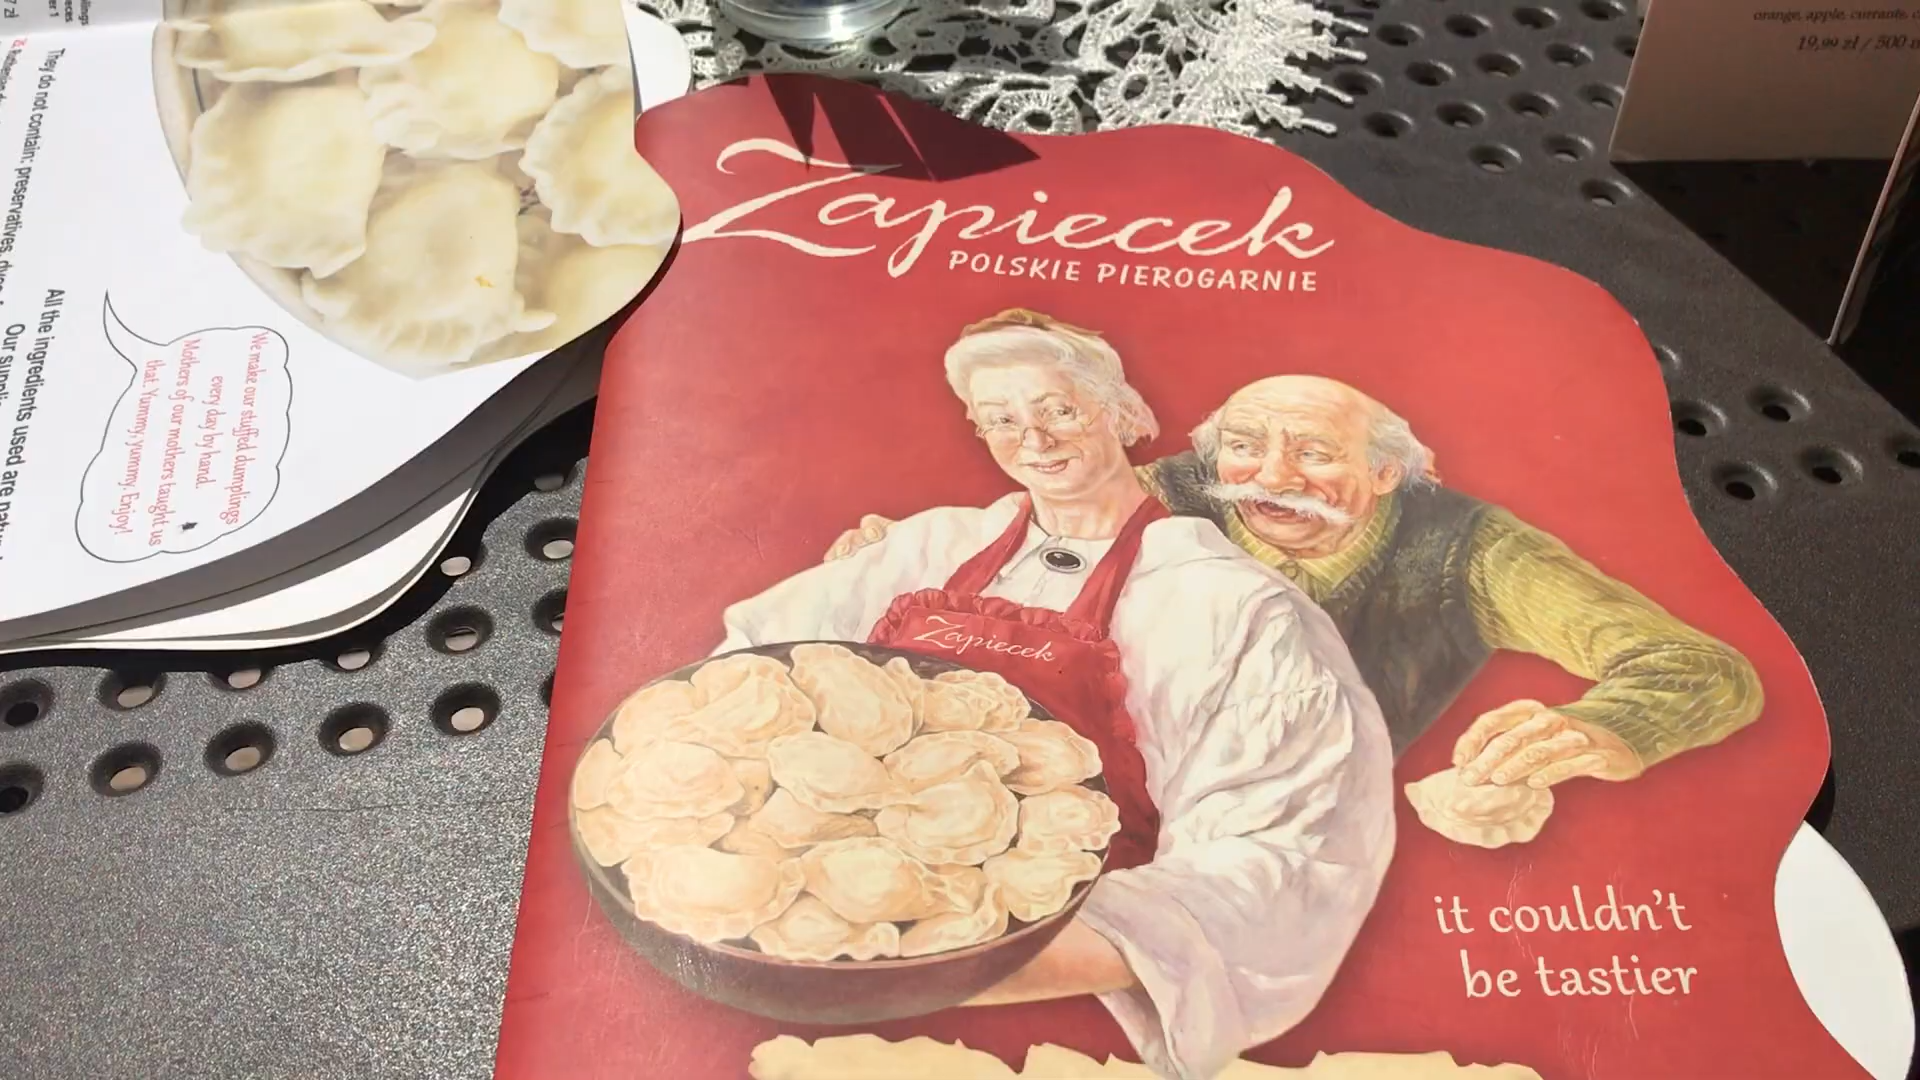 Zapiecek
POLSKIE PIEROGARNIE
Zapiecek
it couldn't
be tastier
We make our stuffed dumplings
every day by hand.
Mothers of our mothers taught us
that. Yummy, yummy. Enjoy!
They do not contain: preservatives,
All the ingredients used are
Our
orange, apple, currants,
19,99 zł / 500